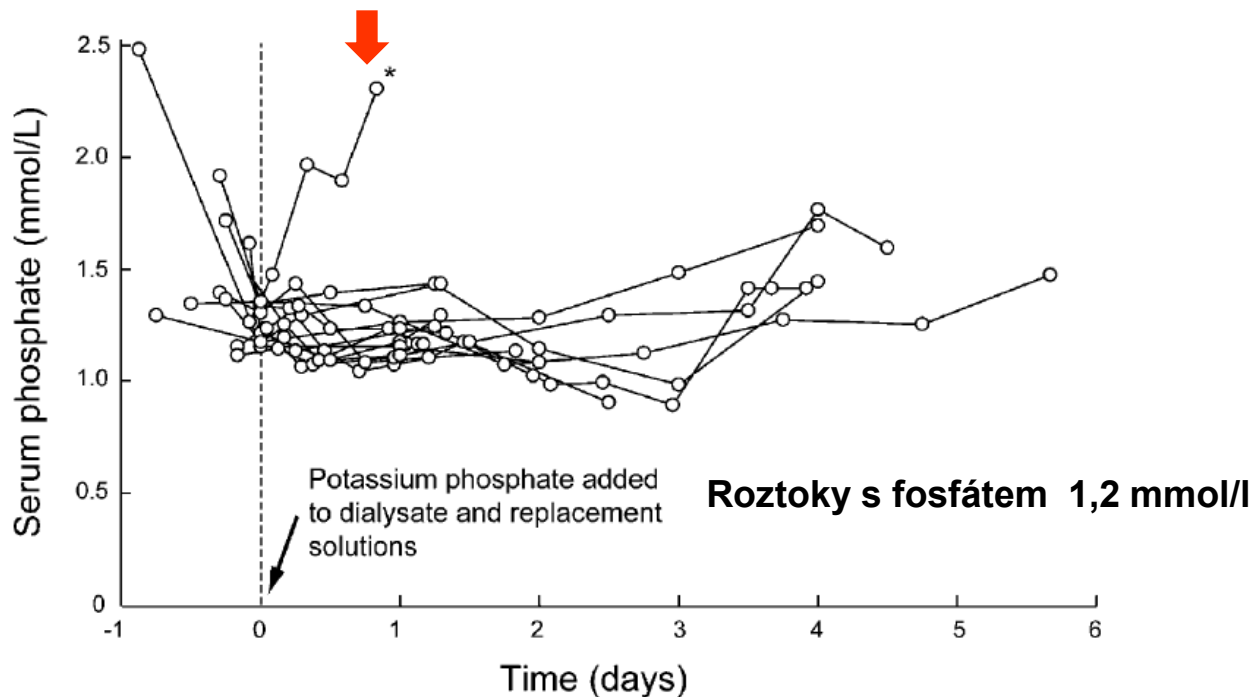 Serum phosphate (mmol/L)
2.5
2.0
1.5
1.0
0.5
0
*
Potassium phosphate added
to dialysate and replacement
solutions
Roztoky s fosfátem 1,2 mmol/l
-1 0 1 2 3 4 5 6
Time (days)